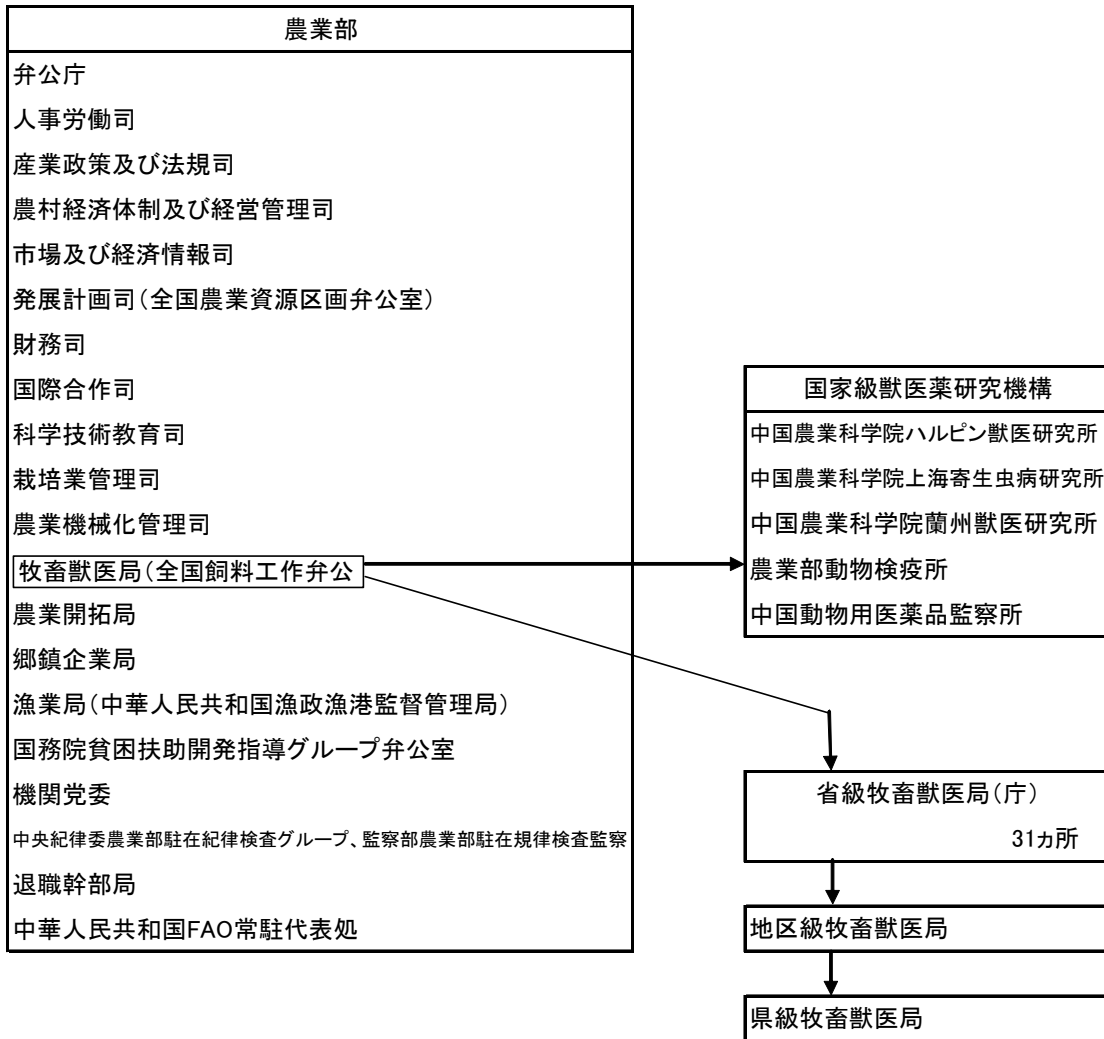 農業部
弁公庁
人事労働司
産業政策及び法規司
農村経済体制及び経営管理司
市場及び経済情報司
発展計画司(全国農業資源区画弁公室)
財務司
国際合作司
科学技術教育司
栽培業管理司
農業機械化管理司
牧畜獣医局(全国飼料工作弁公
農業開拓局
郷鎮企業局
漁業局(中華人民共和国漁政漁港監督管理局)
国務院貧困扶助開発指導グループ弁公室
機関党委
中央紀律委農業部駐在紀律検査グループ、監察部農業部駐在規律検査監察
退職幹部局
中華人民共和国FAO常駐代表処
国家級獣医薬研究機構
中国農業科学院ハルピン獣医研究所
中国農業科学院上海寄生虫病研究所
中国農業科学院蘭州獣医研究所
農業部動物検疫所
中国動物用医薬品監察所
省級牧畜獣医局(庁)
31ヵ所
地区級牧畜獣医局
県級牧畜獣医局